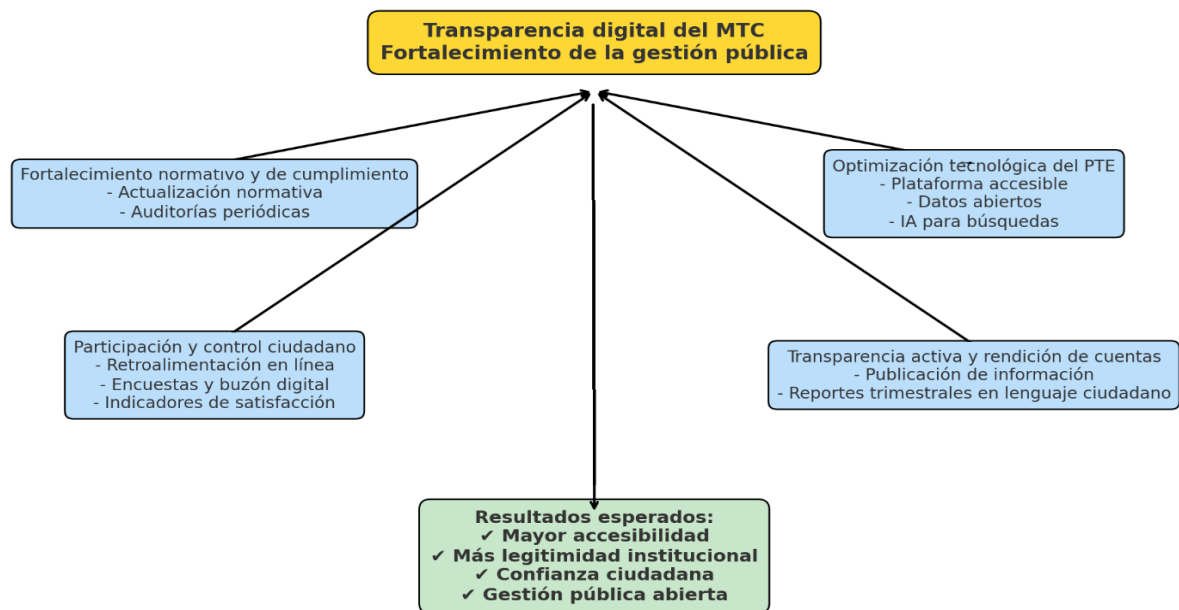 Transparencia digital del MTC
Fortalecimiento de la gestión pública
Fortalecimiento normativo y de cumplimiento
- Actualización normativa
- Auditorías periódicas
Optimización tecnológica del PTE
- Plataforma accesible
- Datos abiertos
- IA para búsquedas
Participación y control ciudadano
- Retroalimentación en línea
- Encuestas y buzón digital
- Indicadores de satisfacción
Transparencia activa y rendición de cuentas
- Publicación de información
- Reportes trimestrales en lenguaje ciudadano
Resultados esperados:
✔ Mayor accesibilidad
✔ Más legitimidad institucional
✔ Confianza ciudadana
✔ Gestión pública abierta